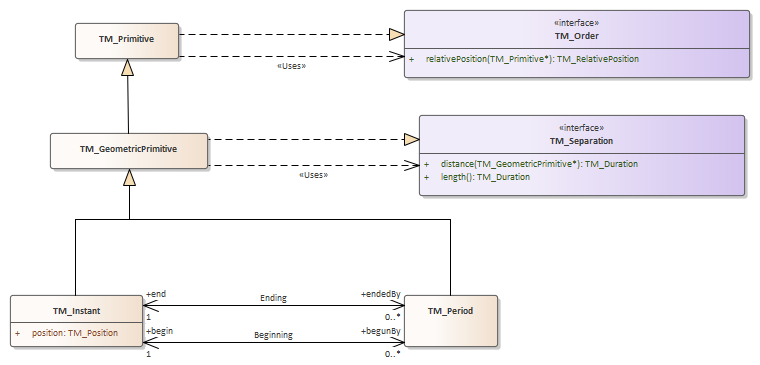 «interface»
TM_Order
TM_Primitive
+ relativePosition(TM_Primitive*): TM_RelativePosition
«Uses»
«interface»
TM_Separation
TM_GeometricPrimitive
+ distance(TM_GeometricPrimitive*): TM_Duration
+ length(): TM_Duration
«Uses»
+end
Ending
+endedBy
1
0..*
TM_Instant
+ position: TM_Position
TM_Period
+begin
Beginning
+begunBy
1
0..*